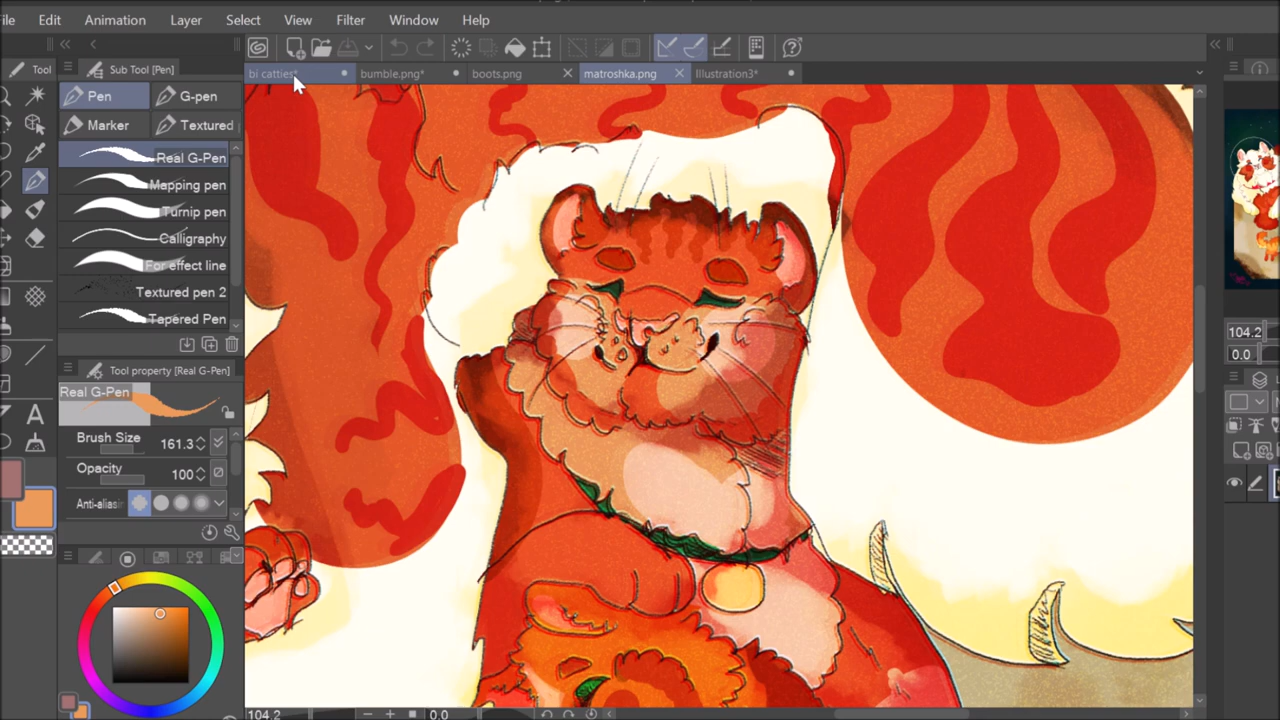 ile Edit Animation Layer Select View Filter Window Help
Tool
Sub Tool [Pen]
bi catties*
bumble.png*
boots.png
matroshka.png
Illustration3*
Pen
G-pen
Marker
Textured
Real G-Pen
Mapping pen
Turnip pen
Calligraphy
For effect line
Textured pen 2
Tapered Pen
Tool property [Real G-Pen]
Real G-Pen
Brush Size 161.3
Opacity 100
Anti-alias
A
104.2
0.0
104.2
0.0